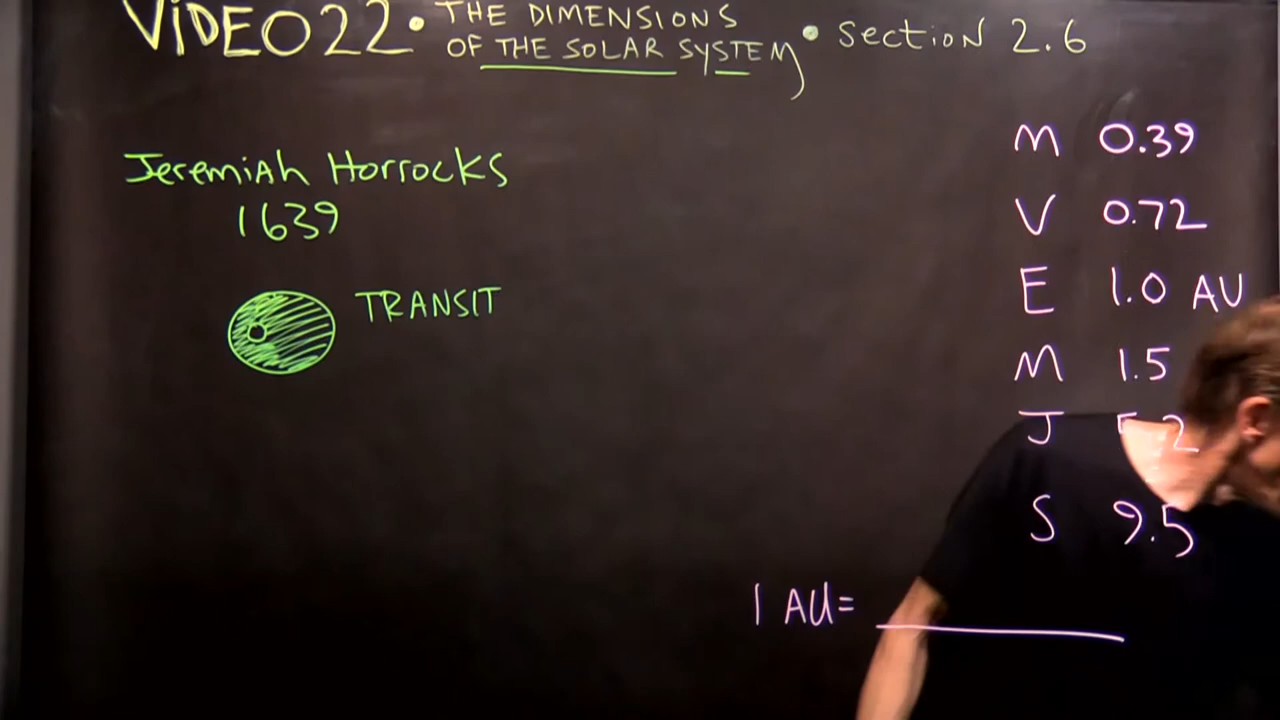 VIDEO 22 • THE DIMENSIONS OF THE SOLAR SYSTEM • SECTION 2.6
Jeremiah Horrocks
1639
TRANSIT
M 0.39
V 0.72
E 1.0 AU
M 1.5
J 2
S 9.5
1 AU =